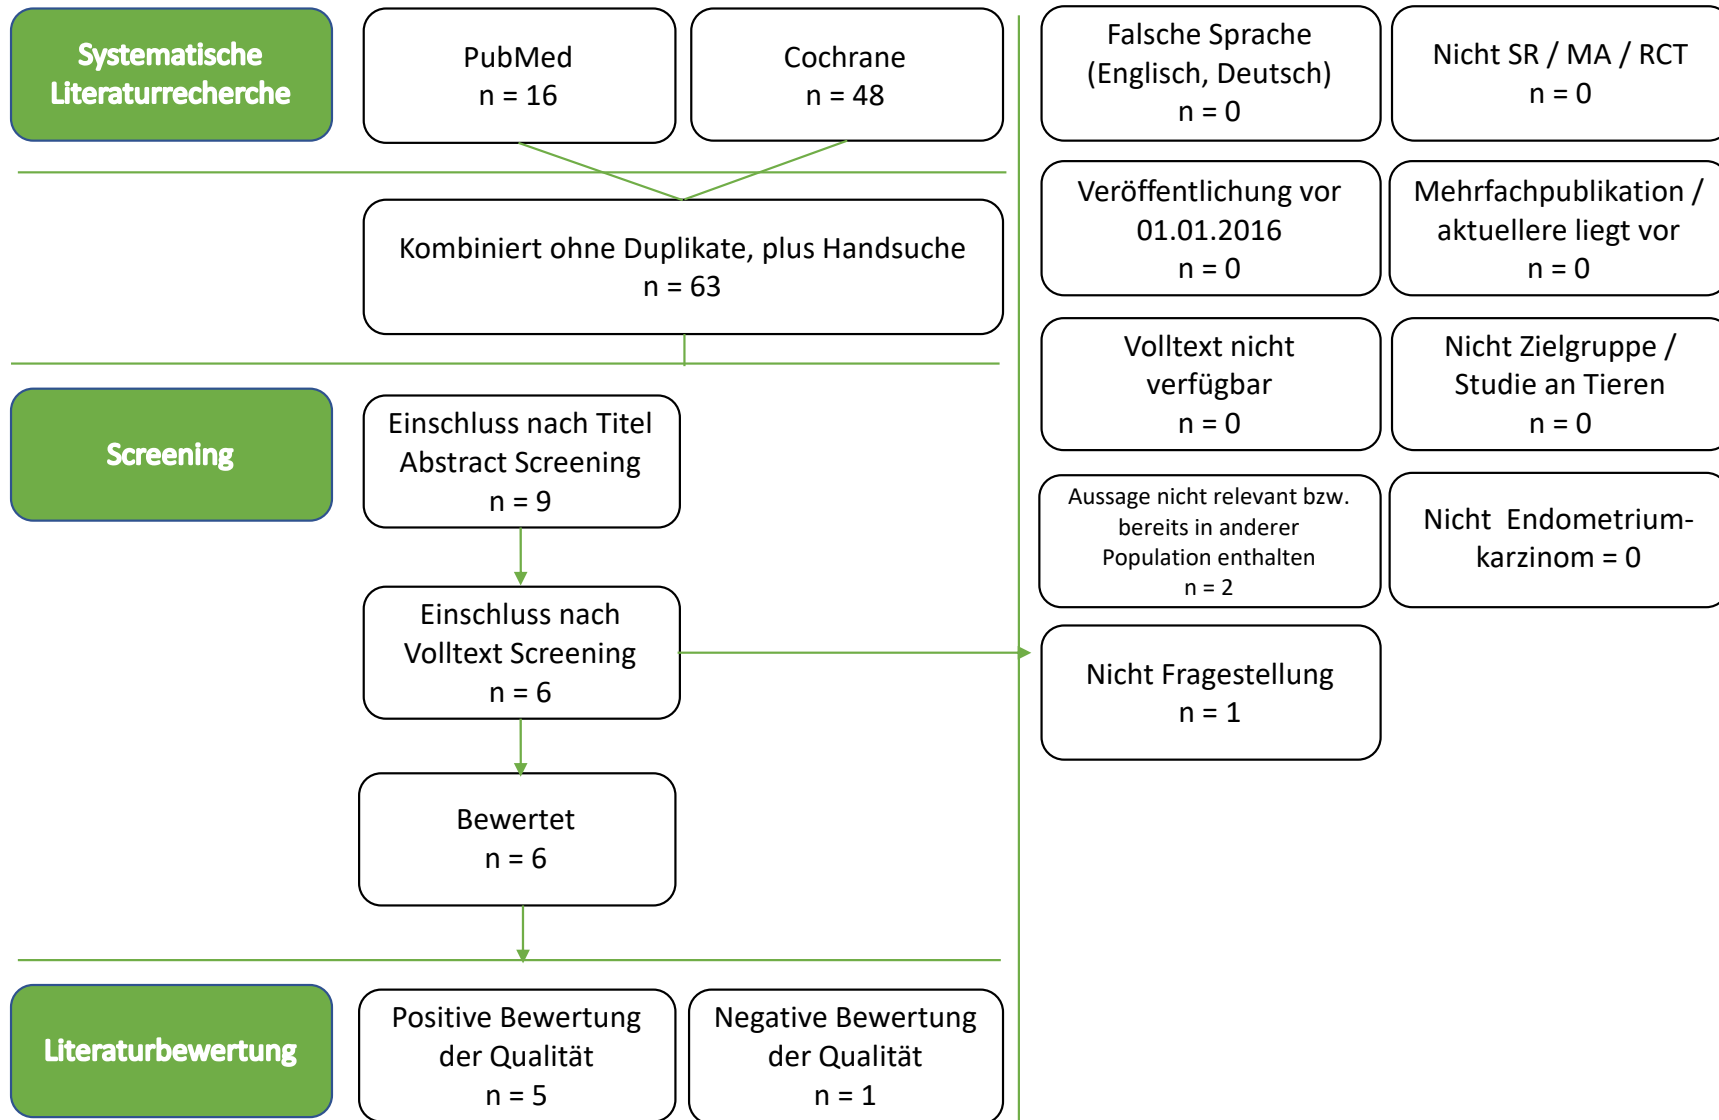 Systematische
Literaturrecherche
PubMed
n = 16
Cochrane
n = 48
Kombiniert ohne Duplikate, plus Handsuche
n = 63
Screening
Einschluss nach Titel
Abstract Screening
n = 9
Einschluss nach
Volltext Screening
n = 6
Bewertet
n = 6
Literaturbewertung
Positive Bewertung
der Qualität
n = 5
Negative Bewertung
der Qualität
n = 1
Falsche Sprache
(Englisch, Deutsch)
n = 0
Nicht SR / MA / RCT
n = 0
Veröffentlichung vor
01.01.2016
n = 0
Mehrfachpublikation /
aktuellere liegt vor
n = 0
Volltext nicht
verfügbar
n = 0
Nicht Zielgruppe /
Studie an Tieren
n = 0
Aussage nicht relevant bzw.
bereits in anderer
Population enthalten
n = 2
Nicht Endometrium-
karzinom = 0
Nicht Fragestellung
n = 1